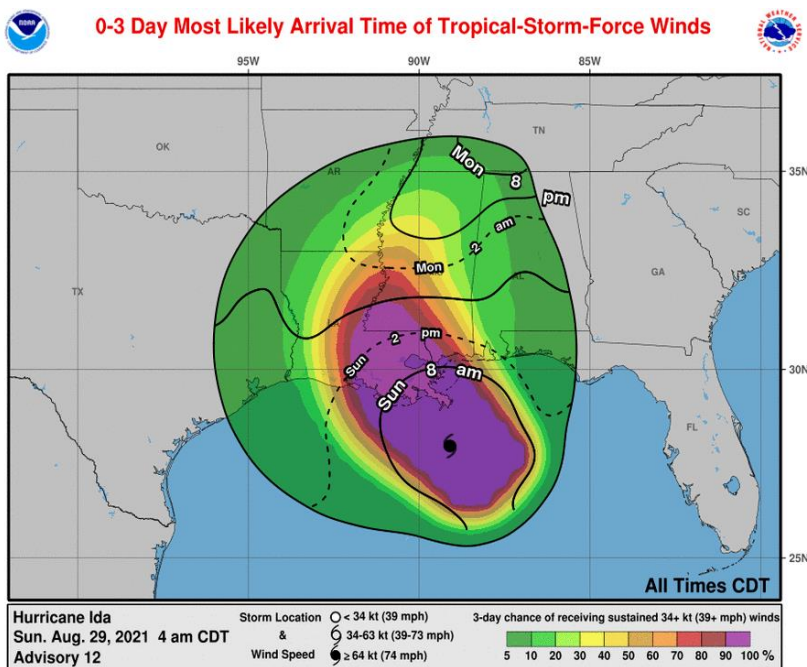 NOAA
0-3 Day Most Likely Arrival Time of Tropical-Storm-Force Winds
95W 90W 85W
OK
AR
TN
Mon 8 pm
35N
SC
2 am
Mon
TX
AL
GA
Sun 2 pm
30N
Sun 8 am
FL
25N
All Times CDT
Hurricane Ida
Sun. Aug. 29, 2021 4 am CDT
Advisory 12
Storm Location
&
Wind Speed
< 34 kt (39 mph)
34-63 kt (39-73 mph)
≥ 64 kt (74 mph)
3-day chance of receiving sustained 34+ kt (39+ mph) winds
5 10 20 30 40 50 60 70 80 90 100 %